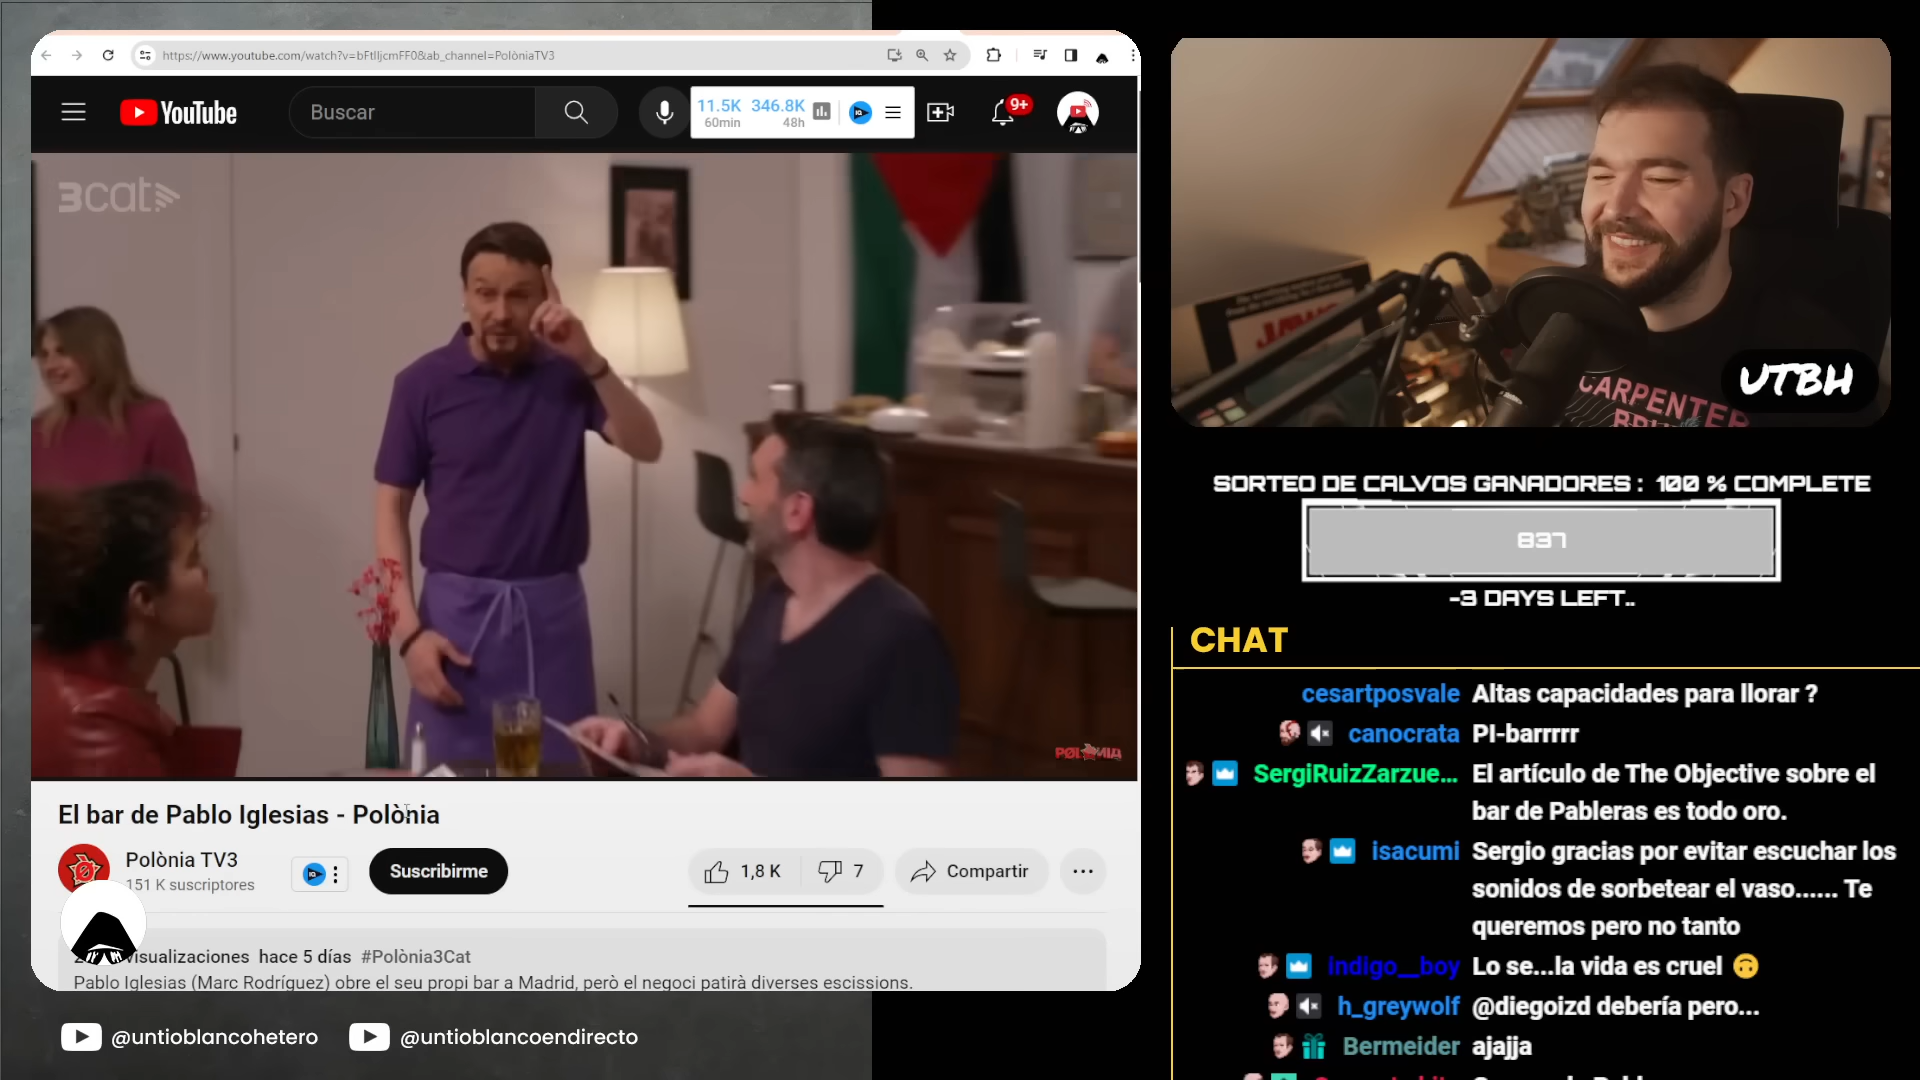 https://www.youtube.com/watch?v=bFtlljcmFF0&ab_channel=PolòniaTV3
YouTube
Buscar
11.5K 346.8K
60min 48h
9+
3cat
POLONIA
El bar de Pablo Iglesias - Polònia
Polònia TV3
151 K suscriptores
Suscribirme
1,8 K
7
Compartir
visualizaciones hace 5 días #Polònia3Cat
Pablo Iglesias (Marc Rodríguez) obre el seu propi bar a Madrid, però el negoci patirà diverses escissions.
@untioblancohetero
@untioblancoendirecto
JAWS
CARPENTER
UTBH
SORTEO DE CALVOS GANADORES : 100 % COMPLETE
837
-3 DAYS LEFT..
CHAT
cesartposvale Altas capacidades para llorar ?
canocrata PI-barrrrr
SergiRuizZarzue... El artículo de The Objective sobre el
bar de Pableras es todo oro.
isacumi Sergio gracias por evitar escuchar los
sonidos de sorbetear el vaso...... Te
queremos pero no tanto
Indigo__boy Lo se...la vida es cruel 🙃
h_greywolf @diegoizd debería pero...
Bermeider ajajja